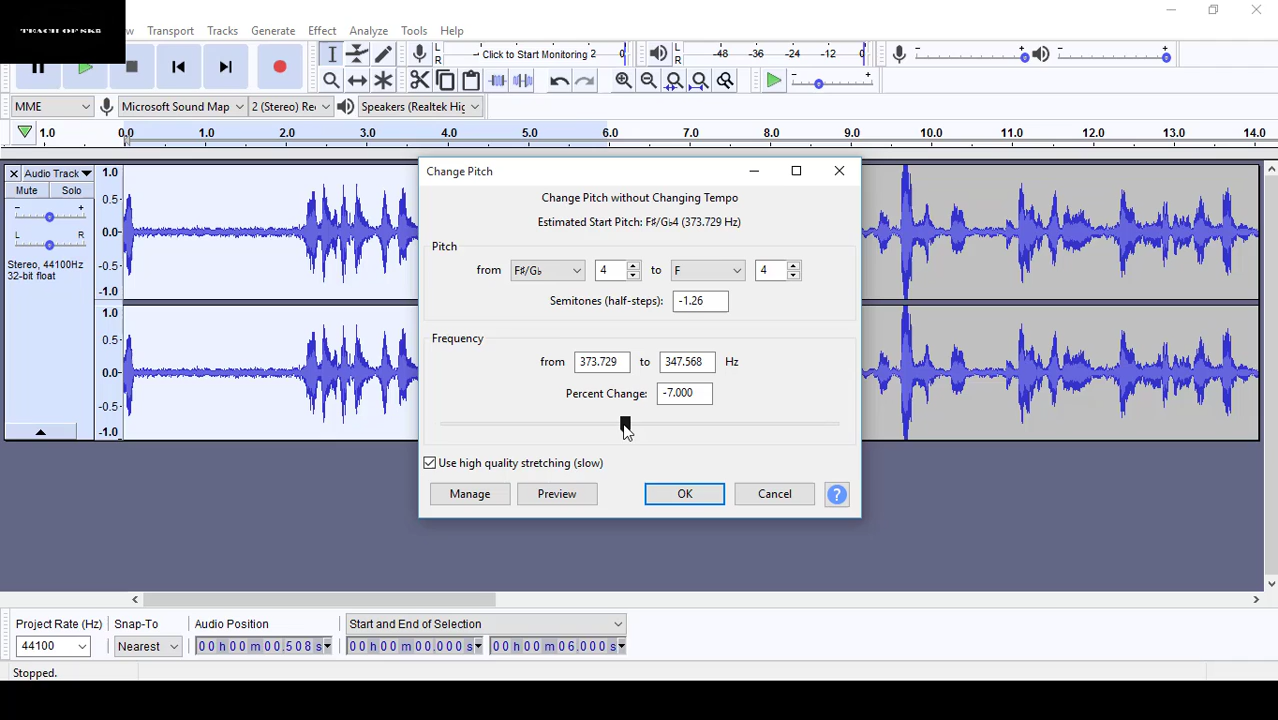 TEACH OF SKB
w Transport Tracks Generate Effect Analyze Tools Help
L
R
Click to Start Monitoring 2 0
L
R
-48 -36 -24 -12 0
MME Microsoft Sound Map 2 (Stereo) Rec Speakers (Realtek Hig
1.0 0.0 1.0 2.0 3.0 4.0 5.0 6.0 7.0 8.0 9.0 10.0 11.0 12.0 13.0 14.0
Audio Track
Mute Solo
- +
L R
Stereo, 44100Hz
32-bit float
1.0
0.5
0.0
-0.5
-1.0
1.0
0.5
0.0
-0.5
-1.0
Change Pitch
Change Pitch without Changing Tempo
Estimated Start Pitch: F♯/G♭4 (373.729 Hz)
Pitch
from F♯/G♭ 4 to F 4
Semitones (half-steps): -1.26
Frequency
from 373.729 to 347.568 Hz
Percent Change: -7.000
Use high quality stretching (slow)
Manage Preview OK Cancel ?
Project Rate (Hz) Snap-To Audio Position Start and End of Selection
44100 Nearest 00h00m00.508s 00h00m00.000s 00h00m06.000s
Stopped.